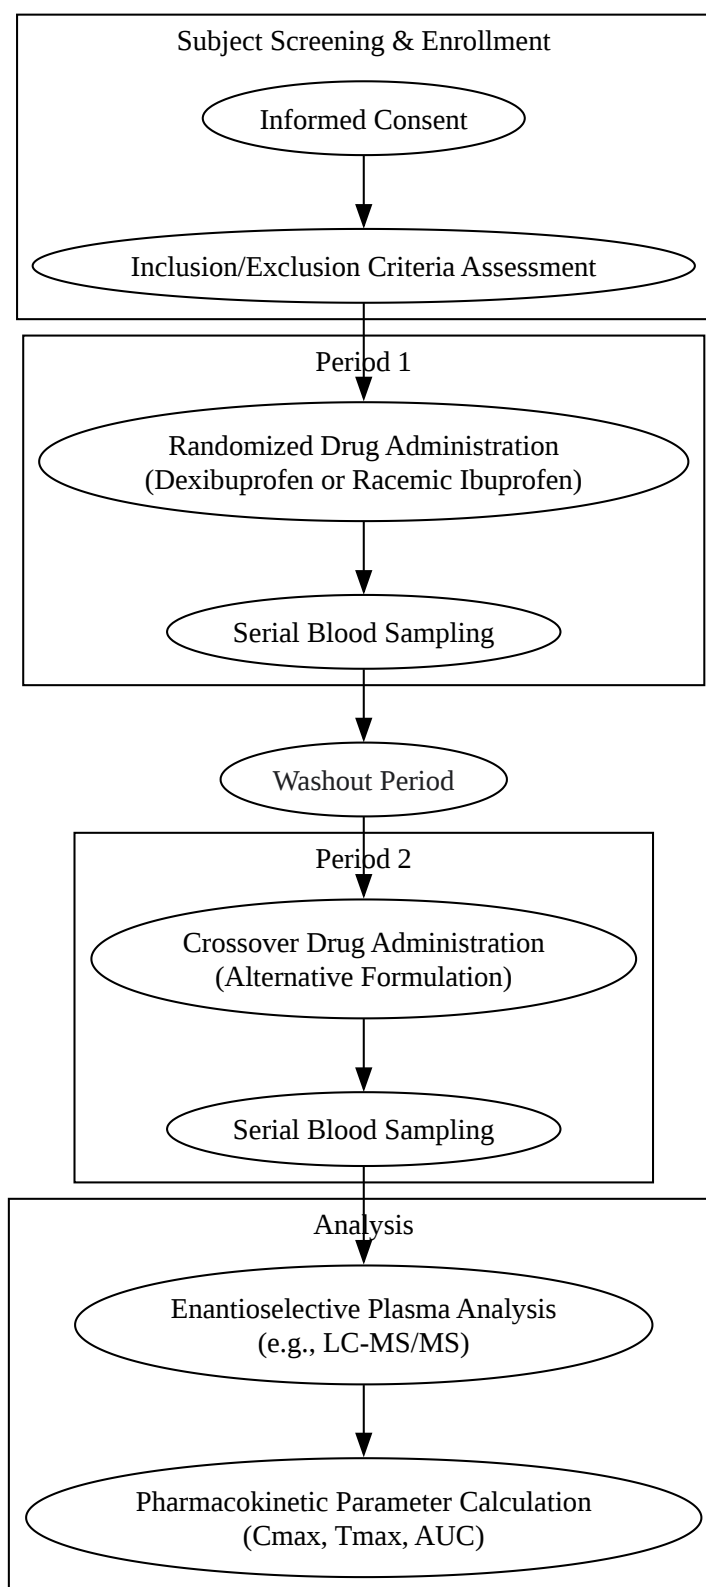 Subject Screening & Enrollment
Informed Consent
Inclusion/Exclusion Criteria Assessment
Period 1
Randomized Drug Administration
(Dexibuprofen or Racemic Ibuprofen)
Serial Blood Sampling
Washout Period
Period 2
Crossover Drug Administration
(Alternative Formulation)
Serial Blood Sampling
Analysis
Enantioselective Plasma Analysis
(e.g., LC-MS/MS)
Pharmacokinetic Parameter Calculation
(Cmax, Tmax, AUC)